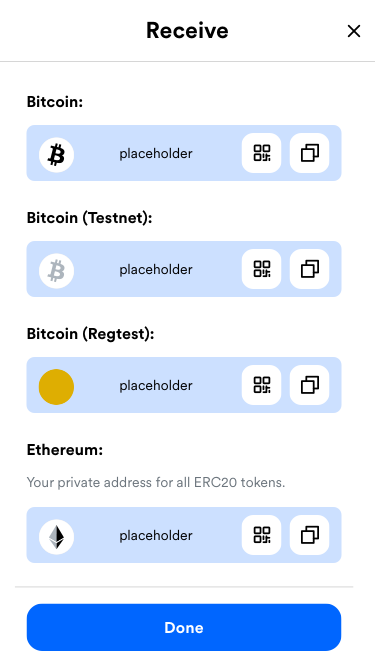 Receive
Bitcoin:
placeholder
Bitcoin (Testnet):
placeholder
Bitcoin (Regtest):
placeholder
Ethereum:
Your private address for all ERC20 tokens.
placeholder
Done